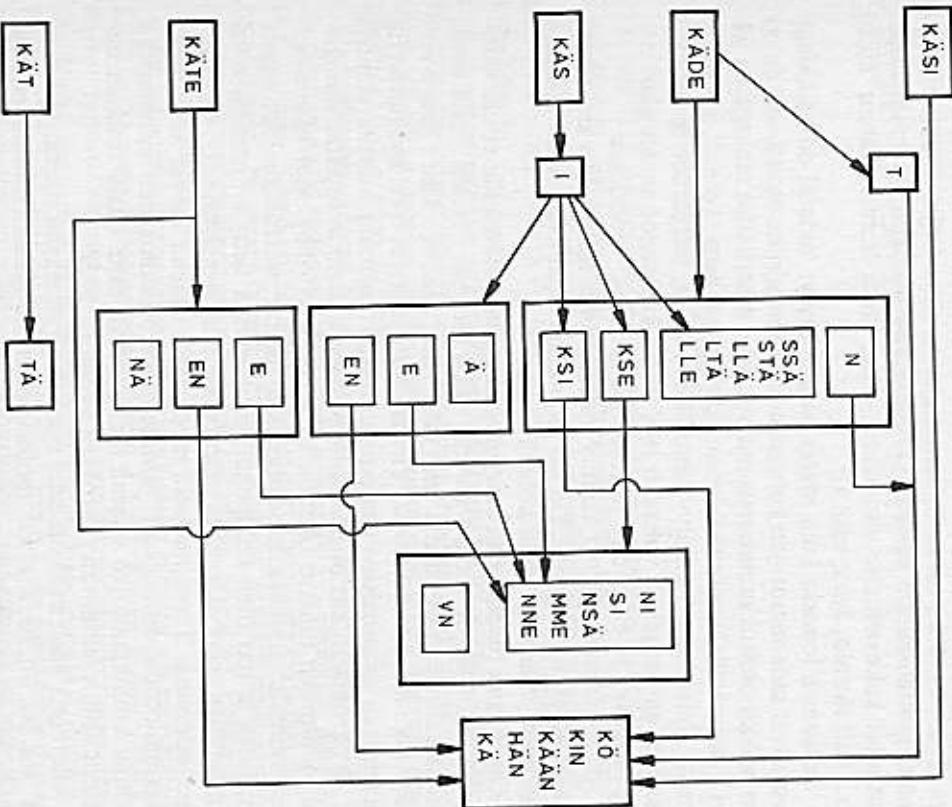 KÄSI
KÄDE
KÄS
KÄTE
KÄT
T
I
N
SSÄ
STÄ
LLÄ
LTÄ
LLE
KSE
KSI
Ä
E
EN
E
EN
NÄ
TÄ
NI
SI
NSÄ
MME
NNE
VN
KÖ
KIN
KÄÄN
HÄN
KÄ